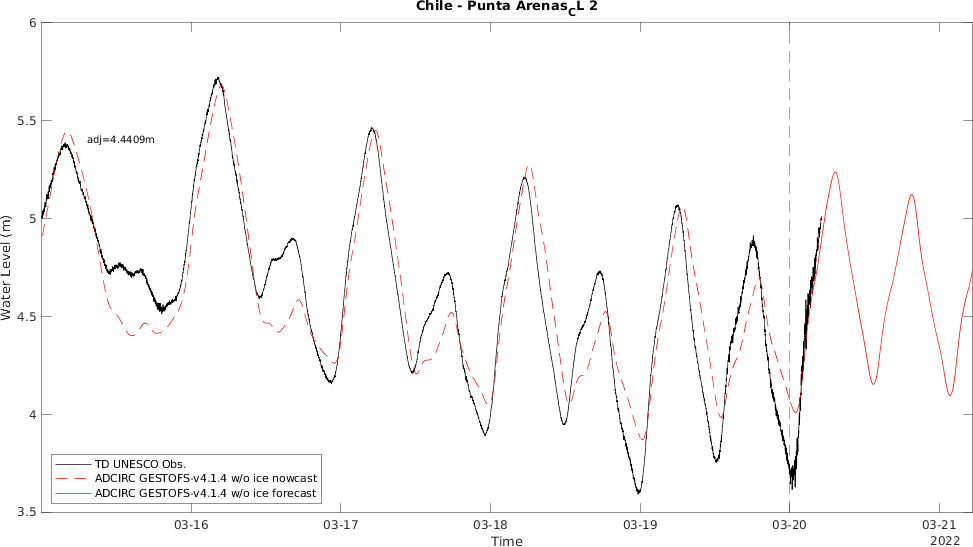 Chile - Punta Arenas_CL 2
6
5.5
5
4.5
4
3.5
Water Level (m)
adj=4.4409m
TD UNESCO Obs.
ADCIRC GESTOFS-v4.1.4 w/o ice nowcast
ADCIRC GESTOFS-v4.1.4 w/o ice forecast
03-16
03-17
03-18
03-19
03-20
03-21
Time
2022